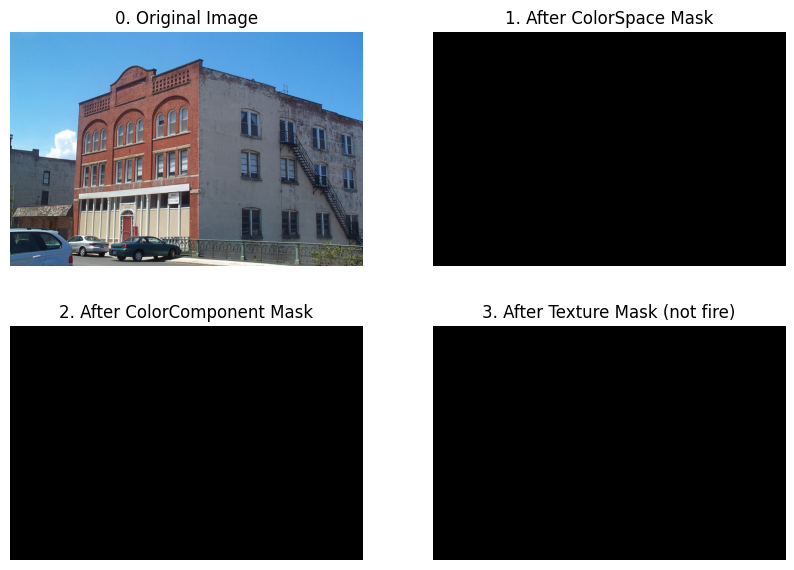 0. Original Image
1. After ColorSpace Mask
2. After ColorComponent Mask
3. After Texture Mask (not fire)